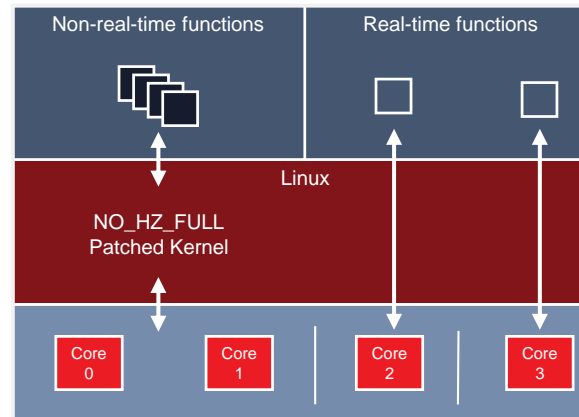 Non-real-time functions
Real-time functions
Linux
NO_HZ_FULL
Patched Kernel
Core
0
Core
1
Core
2
Core
3